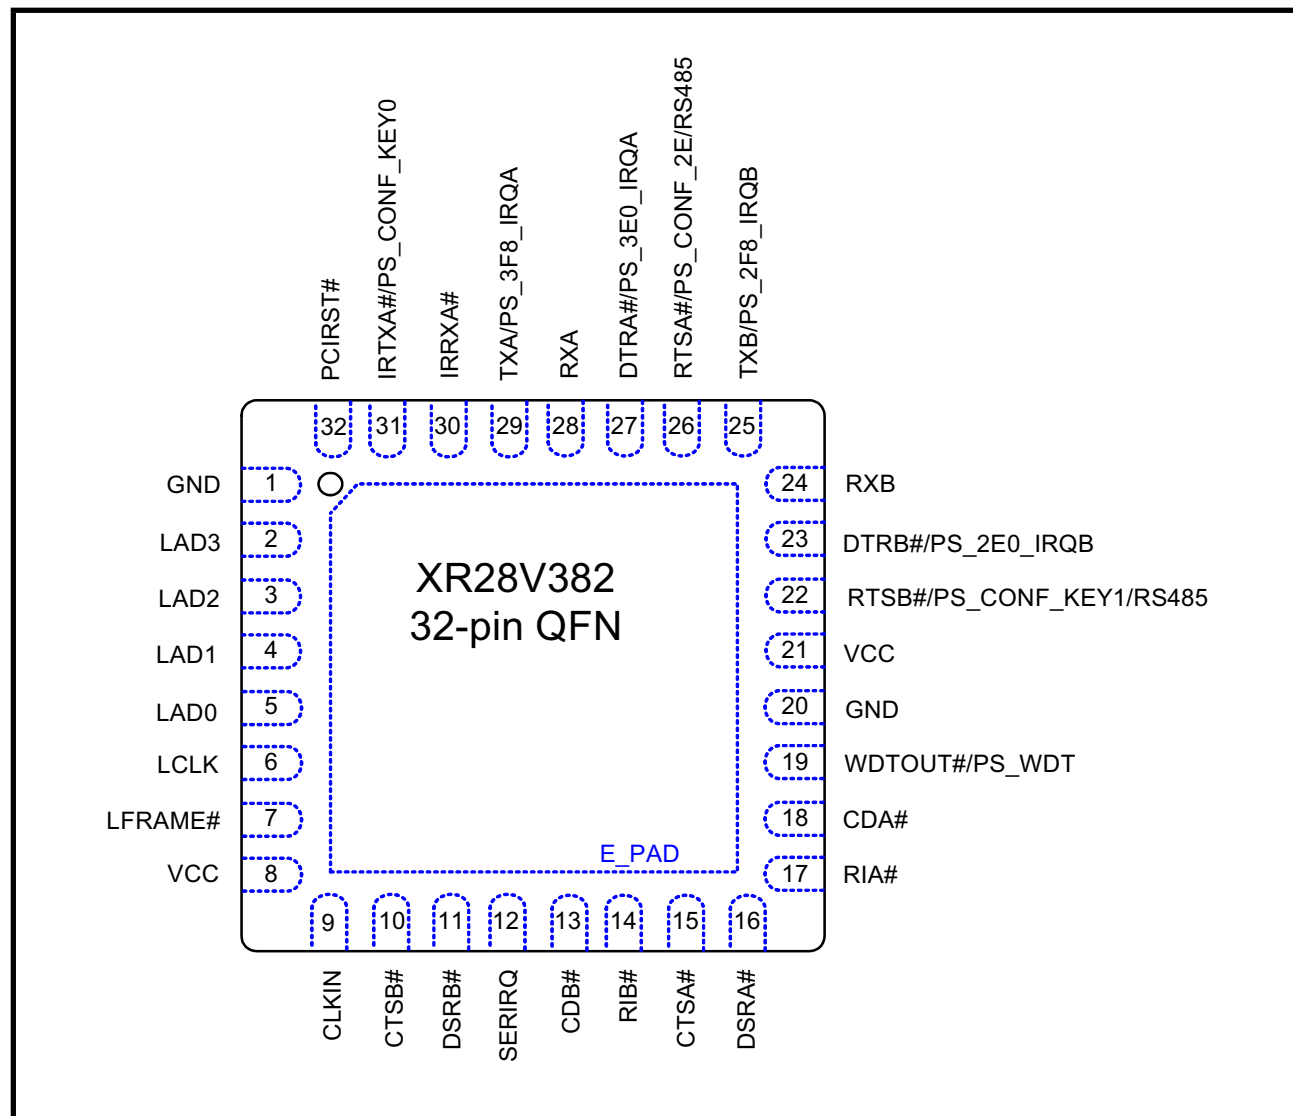 PCIRST#
IRTXA#/PS_CONF_KEY0
IRRXA#
TXA/PS_3F8_IRQA
RXA
DTRA#/PS_3E0_IRQA
RTSA#/PS_CONF_2E/RS485
TXB/PS_2F8_IRQB
32
31
30
29
28
27
26
25
GND 1
LAD3 2
LAD2 3
LAD1 4
LAD0 5
LCLK 6
LFRAME# 7
VCC 8
XR28V382
32-pin QFN
E_PAD
24 RXB
23 DTRB#/PS_2E0_IRQB
22 RTSB#/PS_CONF_KEY1/RS485
21 VCC
20 GND
19 WDTOUT#/PS_WDT
18 CDA#
17 RIA#
9
10
11
12
13
14
15
16
CLKIN
CTSB#
DSRB#
SERIRQ
CDB#
RIB#
CTSA#
DSRA#